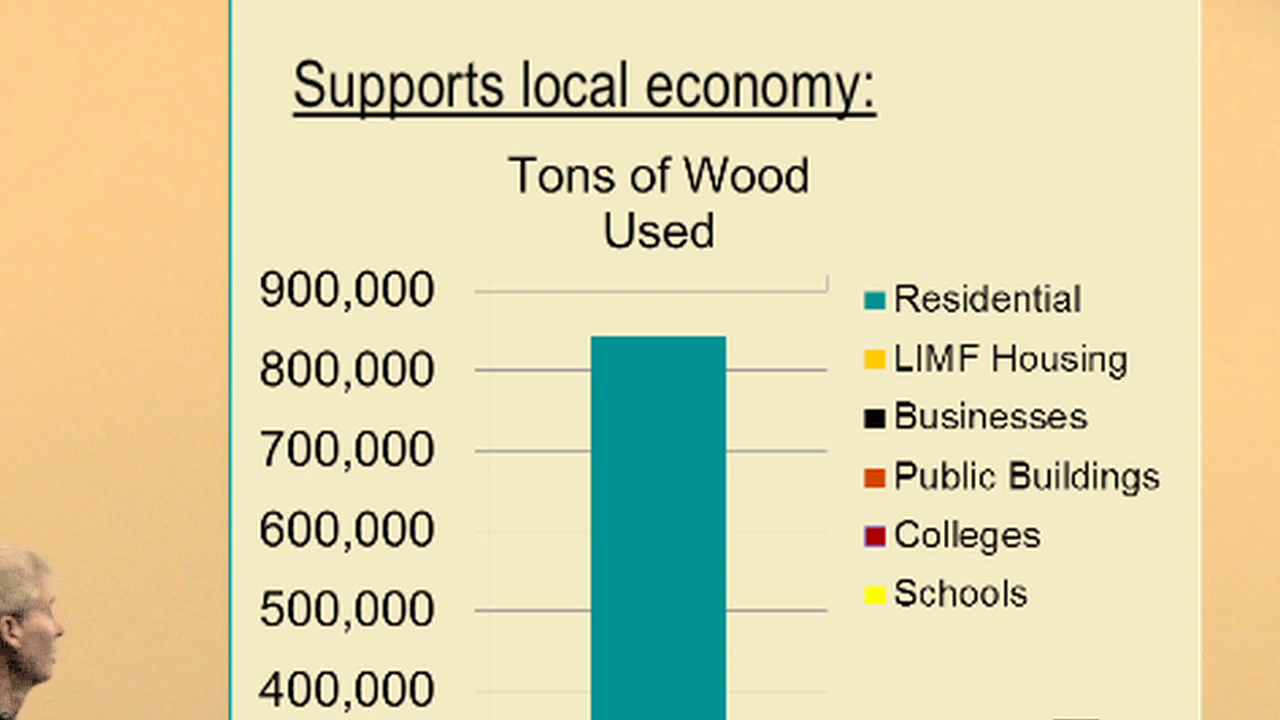 Supports local economy:
Tons of Wood
Used
900,000
800,000
700,000
600,000
500,000
400,000
Residential
LIMF Housing
Businesses
Public Buildings
Colleges
Schools